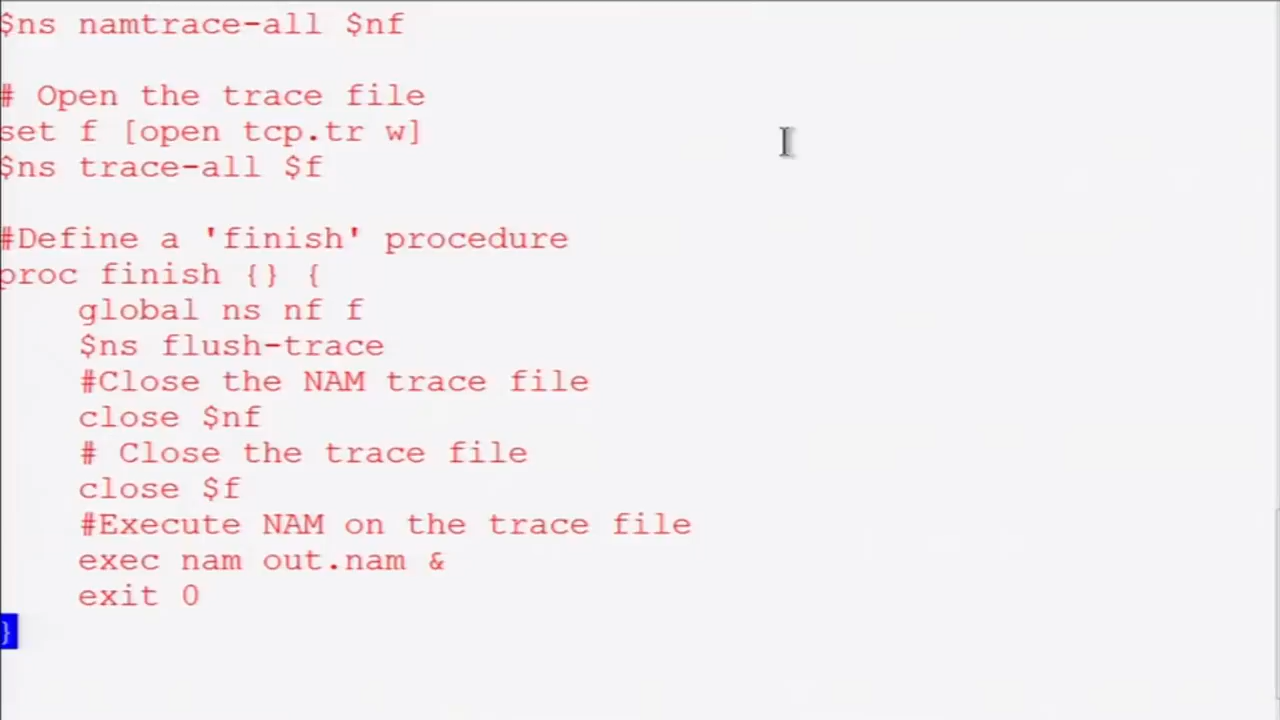 $ns namtrace-all $nf
# Open the trace file
set f [open tcp.tr w]
$ns trace-all $f
#Define a 'finish' procedure
proc finish {} {
global ns nf f
$ns flush-trace
#Close the NAM trace file
close $nf
# Close the trace file
close $f
#Execute NAM on the trace file
exec nam out.nam &
exit 0
}